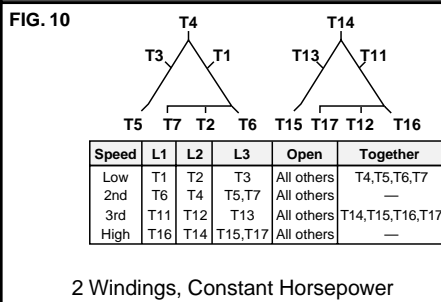 FIG. 10
T4 T14
T3 T1 T13 T11
T5 T7 T2 T6 T15 T17 T12 T16
Speed L1 L2 L3 Open Together
Low T1 T2 T3 All others T4,T5,T6,T7
2nd T6 T4 T5,T7 All others —
3rd T11 T12 T13 All others T14,T15,T16,T17
High T16 T14 T15,T17 All others —
2 Windings, Constant Horsepower